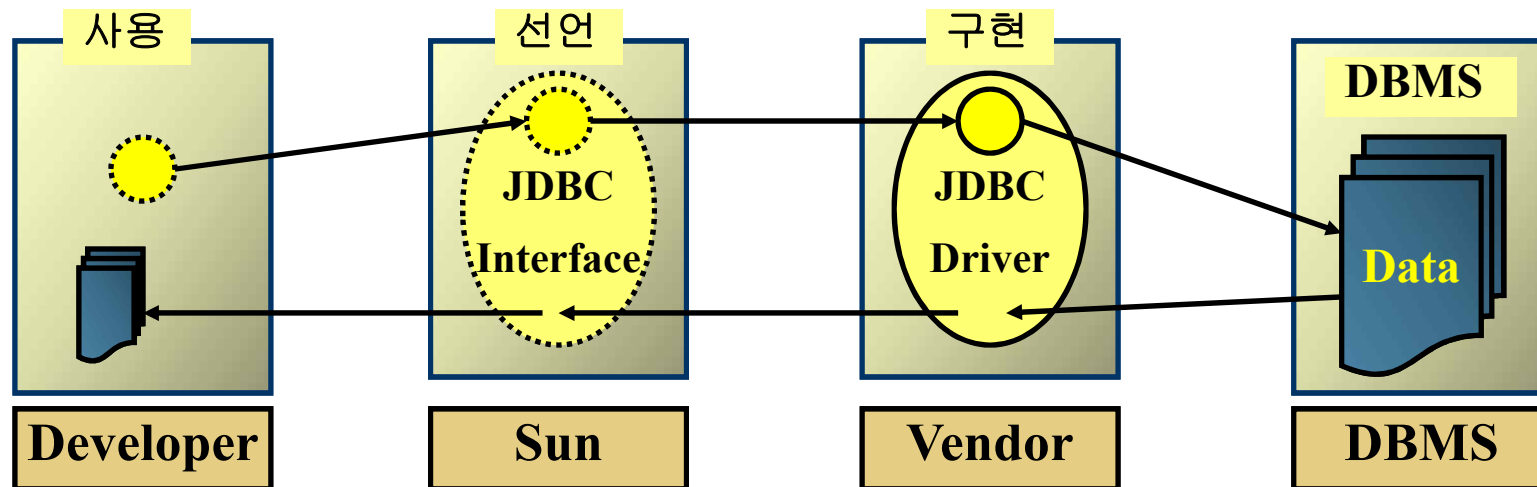 사용
선언
구현
DBMS
JDBC
Interface
JDBC
Driver
Data
Developer
Sun
Vendor
DBMS